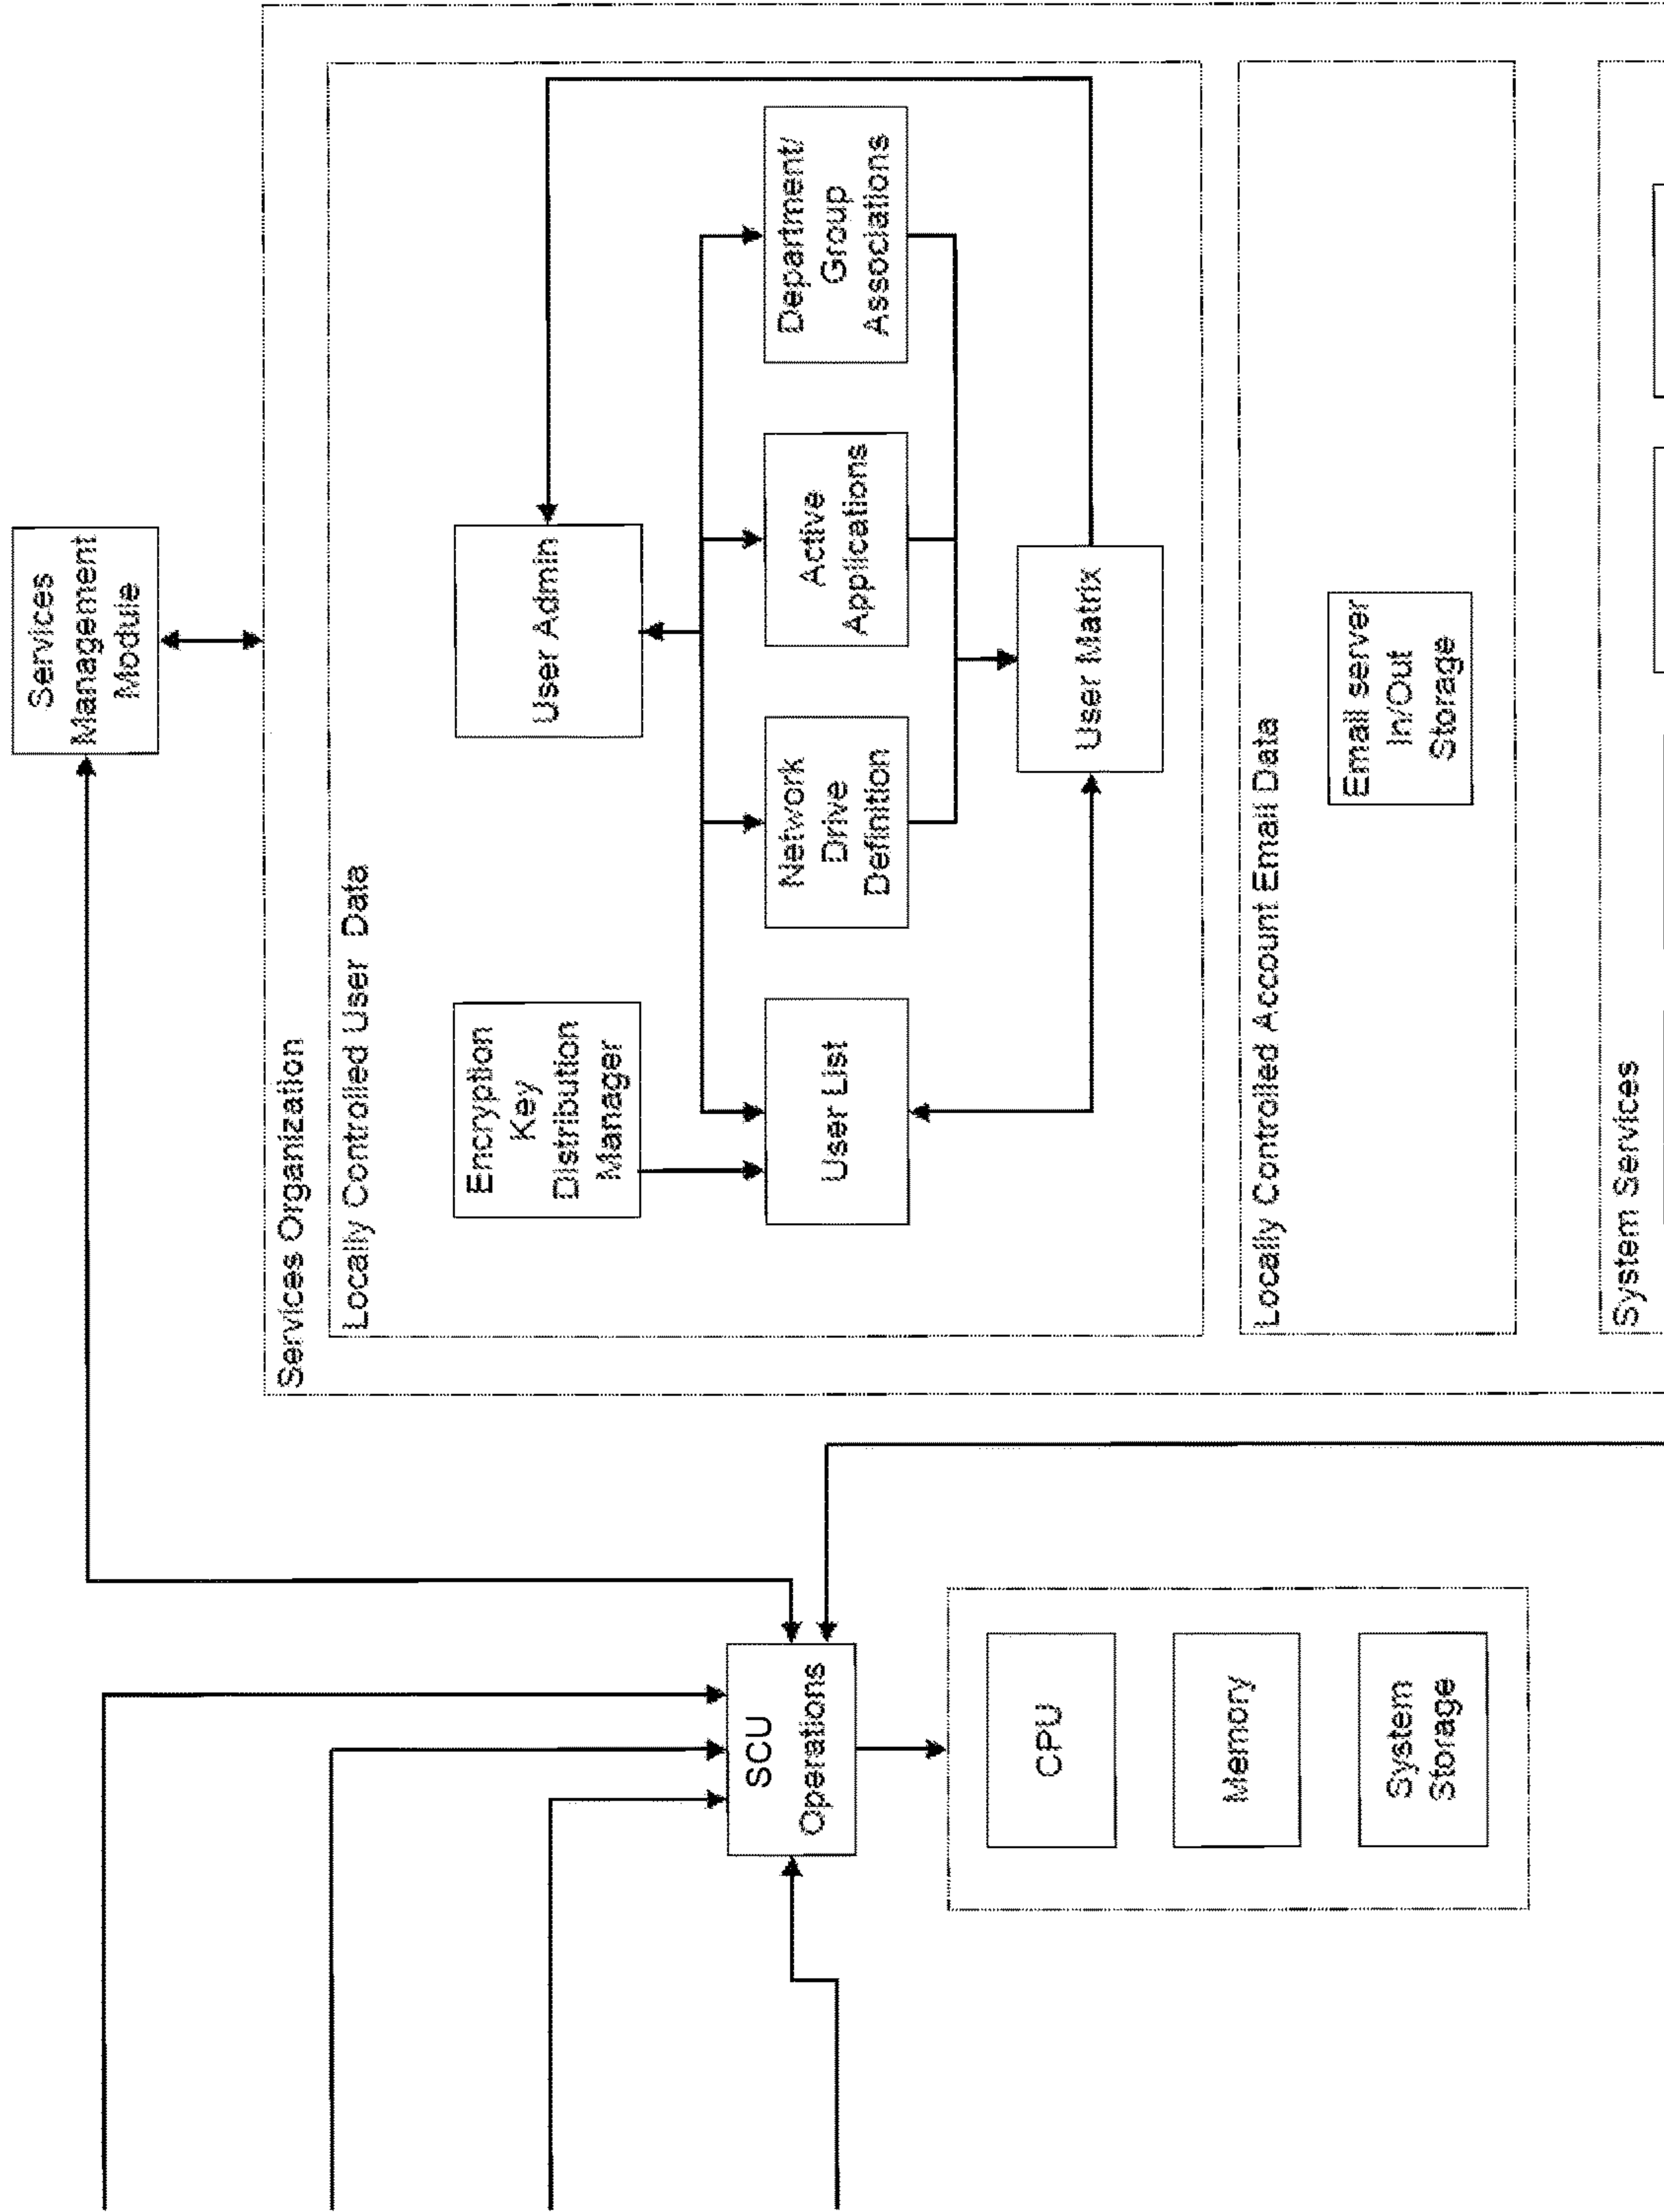 Services
Management
Module
Services Organization
Locally Controlled User Data
Encryption
Key
Distribution
Manager
User Admin
User List
Network
Drive
Definition
Active
Applications
Department/
Group
Associations
User Matrix
Locally Controlled Account Email Data
Email server
In/Out
Storage
System Services
SCU
Operations
CPU
Memory
System
Storage